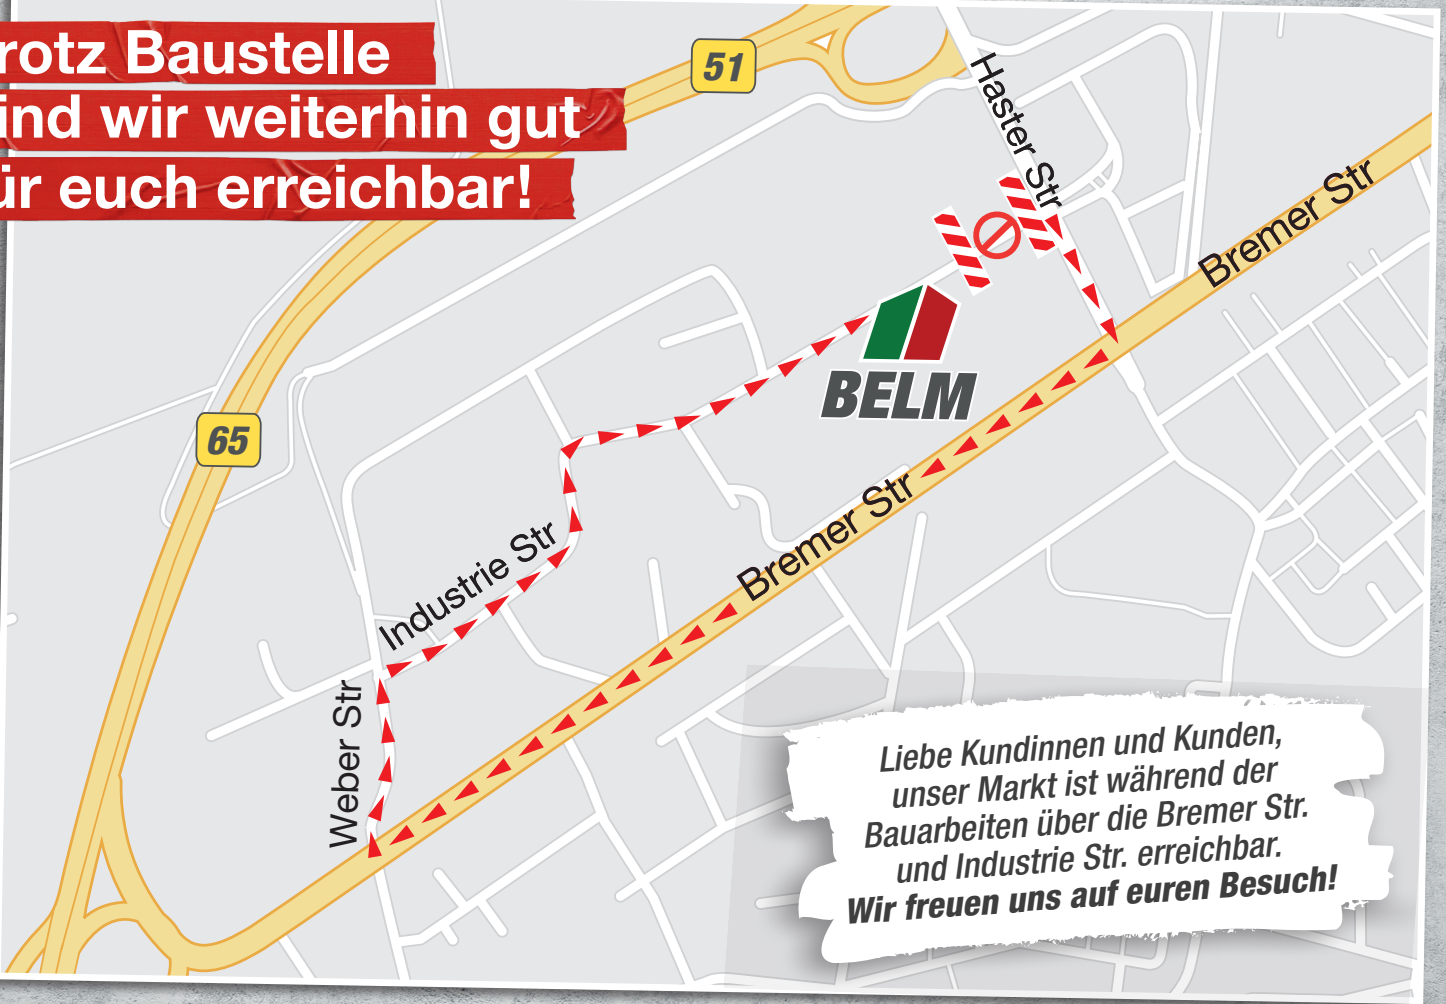 rotz Baustelle
ind wir weiterhin gut
ür euch erreichbar!
51
Haster Str
Bremer Str
BELM
65
Bremer Str
Industrie Str
Weber Str
Liebe Kundinnen und Kunden,
unser Markt ist während der
Bauarbeiten über die Bremer Str.
und Industrie Str. erreichbar.
Wir freuen uns auf euren Besuch!